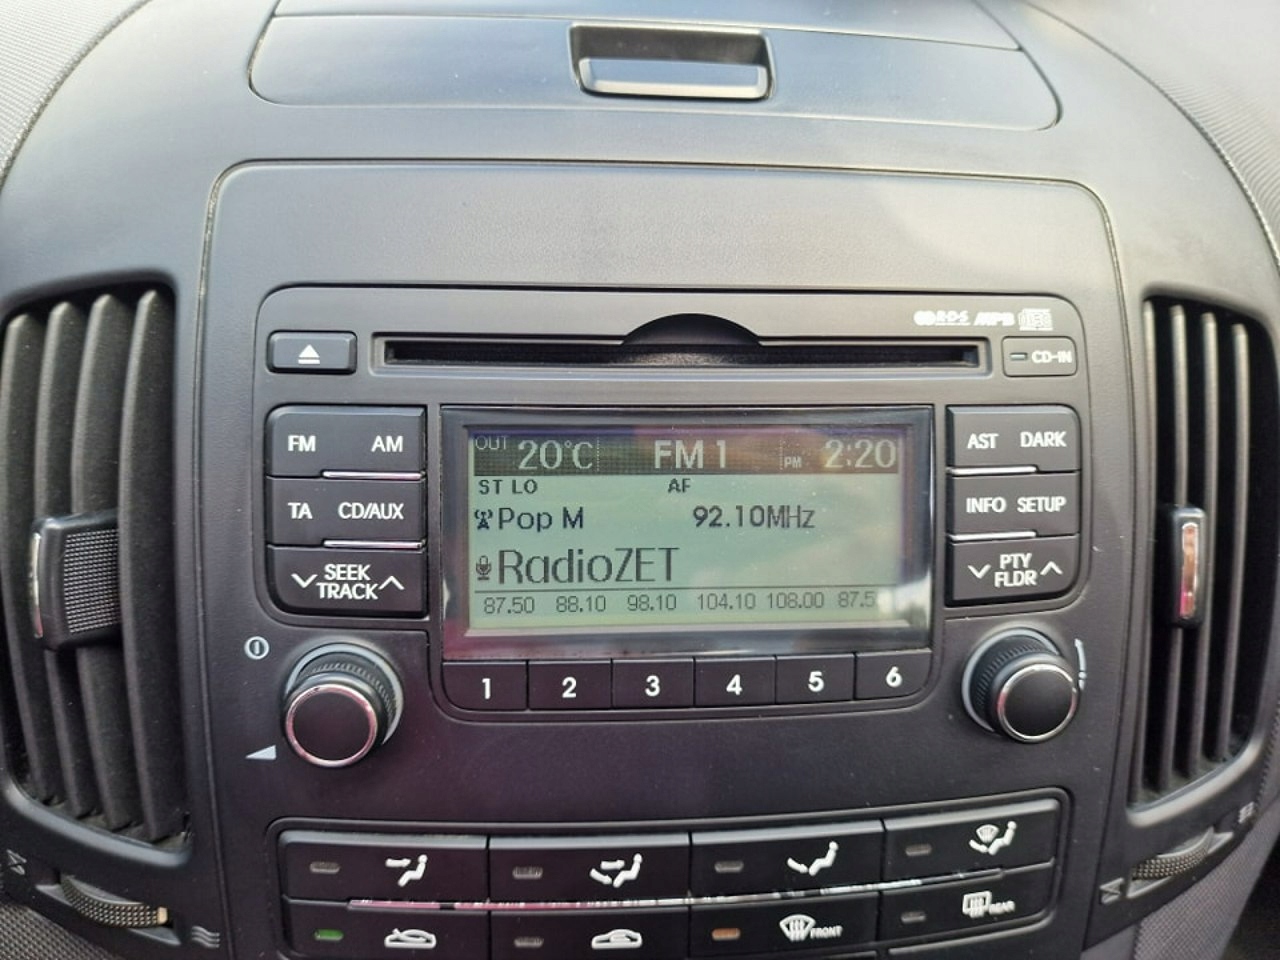 RDS MP3
CD-IN
FM AM
AST DARK
OUT 20°C FM 1 PM 2:20
ST LO AF
TA CD/AUX
INFO SETUP
Pop M 92.10MHz
SEEK
TRACK
PTY
FLDR
RadioZET
87.50 88.10 98.10 104.10 108.00 87.5
1 2 3 4 5 6
FRONT
REAR